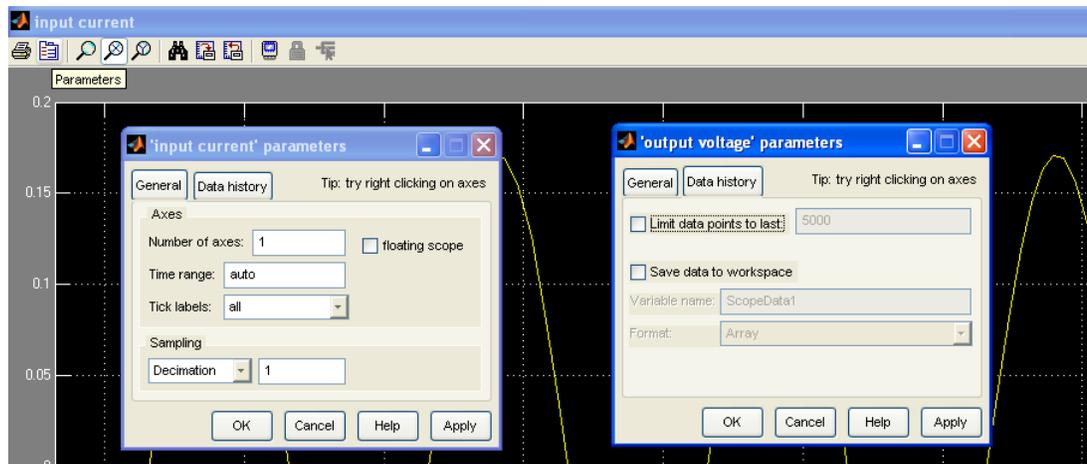 input current
Parameters
0.2
0.15
0.1
0.05
0
'input current' parameters
General
Data history
Tip: try right clicking on axes
Axes
Number of axes: 1
floating scope
Time range: auto
Tick labels: all
Sampling
Decimation 1
OK Cancel Help Apply
'output voltage' parameters
General
Data history
Tip: try right clicking on axes
Limit data points to last: 5000
Save data to workspace
Variable name: ScopeData1
Format: Array
OK Cancel Help Apply